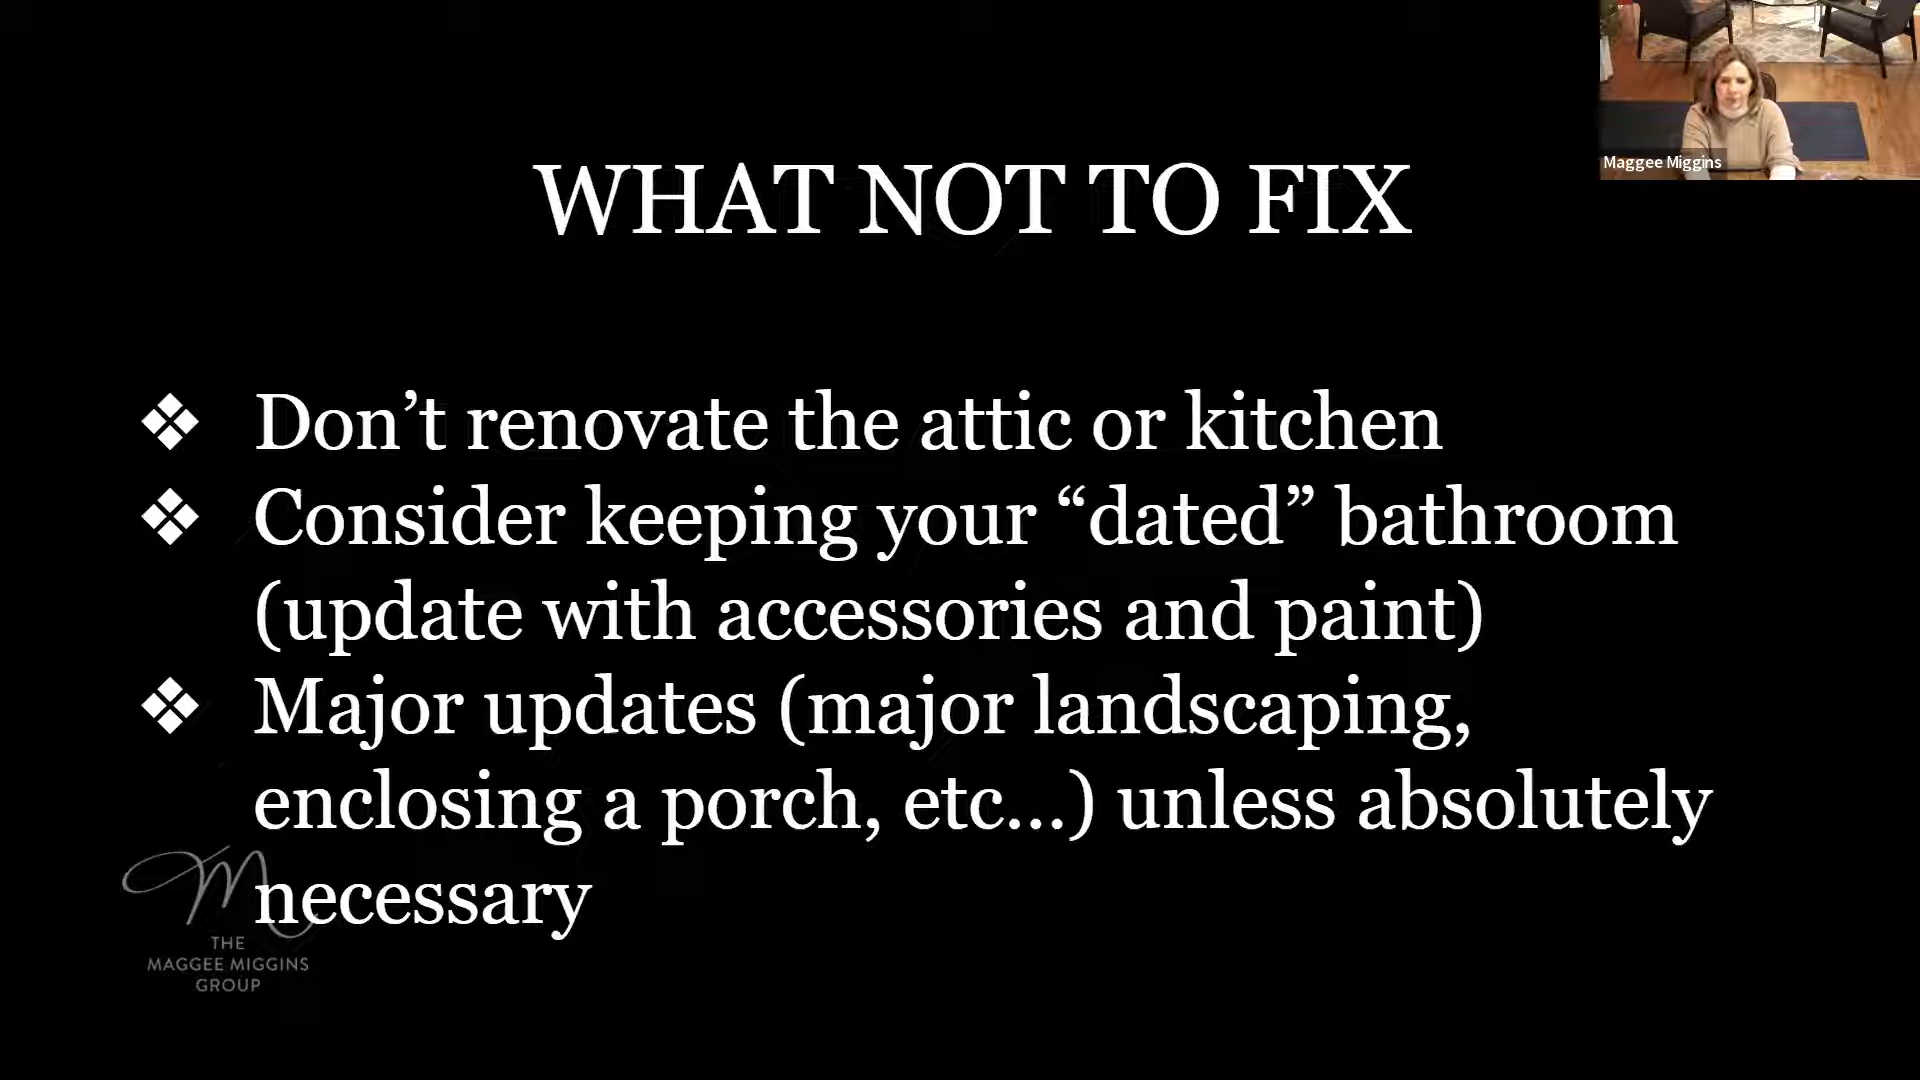 Maggee Miggins
WHAT NOT TO FIX
❖ Don’t renovate the attic or kitchen
❖ Consider keeping your “dated” bathroom
(update with accessories and paint)
❖ Major updates (major landscaping,
enclosing a porch, etc...) unless absolutely
necessary
M
THE
MAGGEE MIGGINS
GROUP